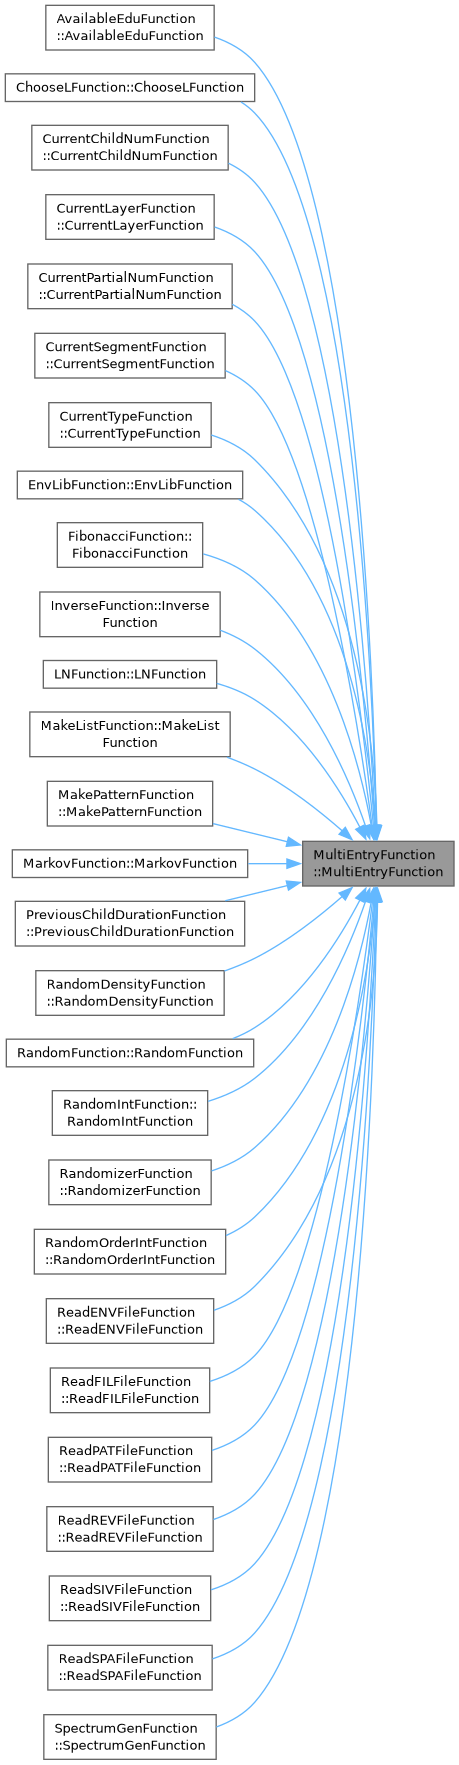 AvailableEduFunction
::AvailableEduFunction
ChooseLFunction::ChooseLFunction
CurrentChildNumFunction
::CurrentChildNumFunction
CurrentLayerFunction
::CurrentLayerFunction
CurrentPartialNumFunction
::CurrentPartialNumFunction
CurrentSegmentFunction
::CurrentSegmentFunction
CurrentTypeFunction
::CurrentTypeFunction
EnvLibFunction::EnvLibFunction
FibonacciFunction::
FibonacciFunction
InverseFunction::Inverse
Function
LNFunction::LNFunction
MakeListFunction::MakeList
Function
MakePatternFunction
::MakePatternFunction
MarkovFunction::MarkovFunction
MultiEntryFunction
::MultiEntryFunction
PreviousChildDurationFunction
::PreviousChildDurationFunction
RandomDensityFunction
::RandomDensityFunction
RandomFunction::RandomFunction
RandomIntFunction::
RandomIntFunction
RandomizerFunction
::RandomizerFunction
RandomOrderIntFunction
::RandomOrderIntFunction
ReadENVFileFunction
::ReadENVFileFunction
ReadFILFileFunction
::ReadFILFileFunction
ReadPATFileFunction
::ReadPATFileFunction
ReadREVFileFunction
::ReadREVFileFunction
ReadSIVFileFunction
::ReadSIVFileFunction
ReadSPAFileFunction
::ReadSPAFileFunction
SpectrumGenFunction
::SpectrumGenFunction